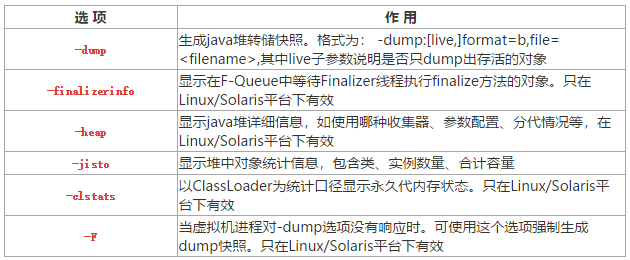 选 项 作 用
-dump 生成java堆转储快照。格式为： -dump:[live,]format=b,file=
<filename>,其中live子参数说明是否只dump出存活的对象
-finalizerinfo 显示在F-Queue中等待Finalizer线程执行finalize方法的对象。只在
Linux/Solaris平台下有效
-heap 显示java堆详细信息，如使用哪种收集器、参数配置、分代情况等，在
Linux/Solaris平台下有效
-jisto 显示堆中对象统计信息，包含类、实例数量、合计容量
-clstats 以ClassLoader为统计口径显示永久代内存状态。只在Linux/Solaris平
台下有效
-F 当虚拟机进程对-dump选项没有响应时。可使用这个选项强制生成
dump快照。只在Linux/Solaris平台下有效